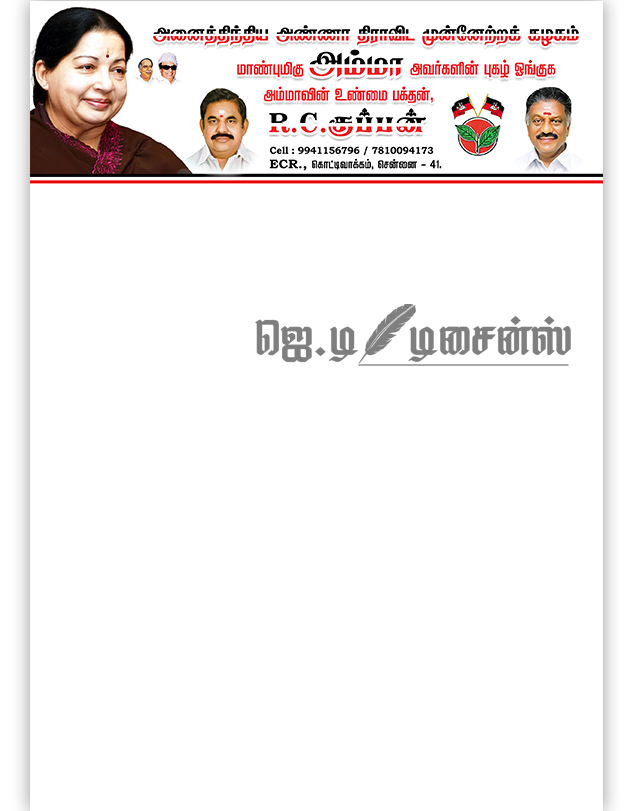 அனைத்திந்திய அண்ணா திராவிட முன்னேற்றக் கழகம்
மாண்புமிகு அம்மா அவர்களின் புகழ் ஓங்குக
அம்மாவின் உண்மை பக்தன்,
R.C.குப்பன்
Cell : 9941156796 / 7810094173
ECR., கொட்டிவாக்கம், சென்னை - 41.
ஜெ.டி டிசைன்ஸ்